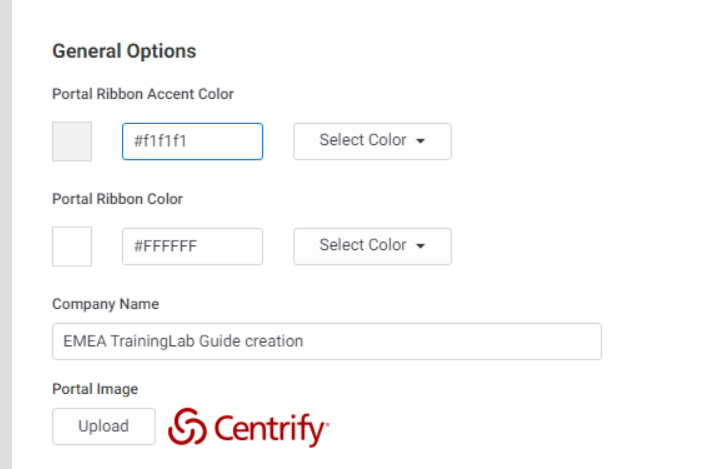 General Options
Portal Ribbon Accent Color
#f1f1f1 Select Color
Portal Ribbon Color
#FFFFFF Select Color
Company Name
EMEA TrainingLab Guide creation
Portal Image
Upload Centrify